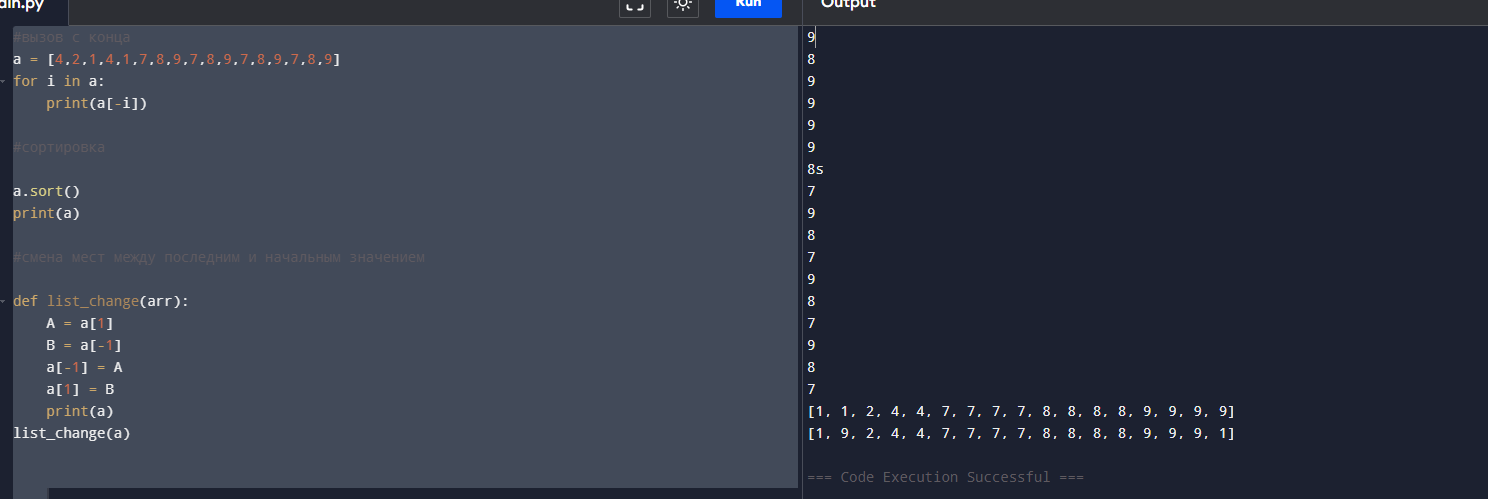 Run
Output
#вызов с конца
a = [4,2,1,4,1,7,8,9,7,8,9,7,8,9,7,8,9]
for i in a:
    print(a[-i])
#сортировка
a.sort()
print(a)
#смена мест между последним и начальным значением
def list_change(arr):
    A = a[1]
    B = a[-1]
    a[-1] = A
    a[1] = B
    print(a)
list_change(a)
9
8
9
9
9
9
8s
7
9
8
7
9
8
7
9
8
7
[1, 1, 2, 4, 4, 7, 7, 7, 7, 8, 8, 8, 8, 9, 9, 9, 9]
[1, 9, 2, 4, 4, 7, 7, 7, 7, 8, 8, 8, 8, 9, 9, 9, 1]
=== Code Execution Successful ===